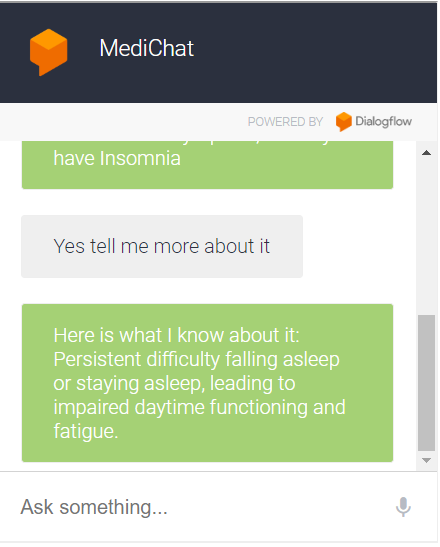 MediChat
POWERED BY Dialogflow
have Insomnia
Yes tell me more about it
Here is what I know about it:
Persistent difficulty falling asleep
or staying asleep, leading to
impaired daytime functioning and
fatigue.
Ask something...